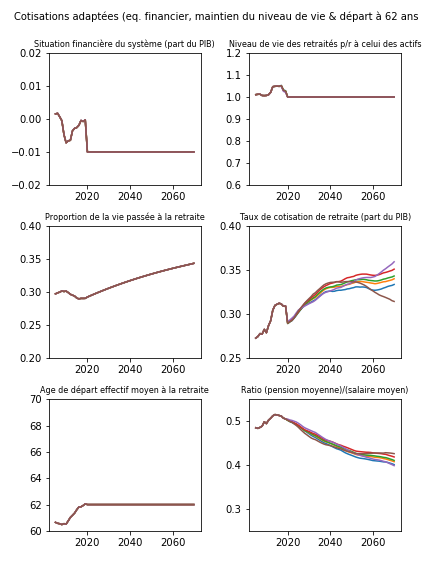 Cotisations adaptées (eq. financier, maintien du niveau de vie & départ à 62 ans
Situation financière du système (part du PIB)
Niveau de vie des retraités p/r à celui des actifs
0.02
0.01
0.00
−0.01
−0.02
2020 2040 2060
1.2
1.1
1.0
0.9
0.8
0.7
0.6
2020 2040 2060
Proportion de la vie passée à la retraite
Taux de cotisation de retraite (part du PIB)
0.40
0.35
0.30
0.25
0.20
2020 2040 2060
0.40
0.35
0.30
0.25
2020 2040 2060
Age de départ effectif moyen à la retraite
Ratio (pension moyenne)/(salaire moyen)
70
68
66
64
62
60
2020 2040 2060
0.5
0.4
0.3
2020 2040 2060